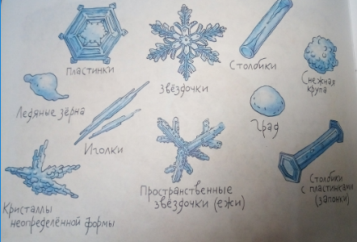 Пластинки
Звёздочки
Столбики
Снежная
крупа
Ледяные зёрна
Иголки
Град
Кристаллы
неопределённой формы
Пространственные
звёздочки (ежи)
Столбики
с пластинками
(запонки)